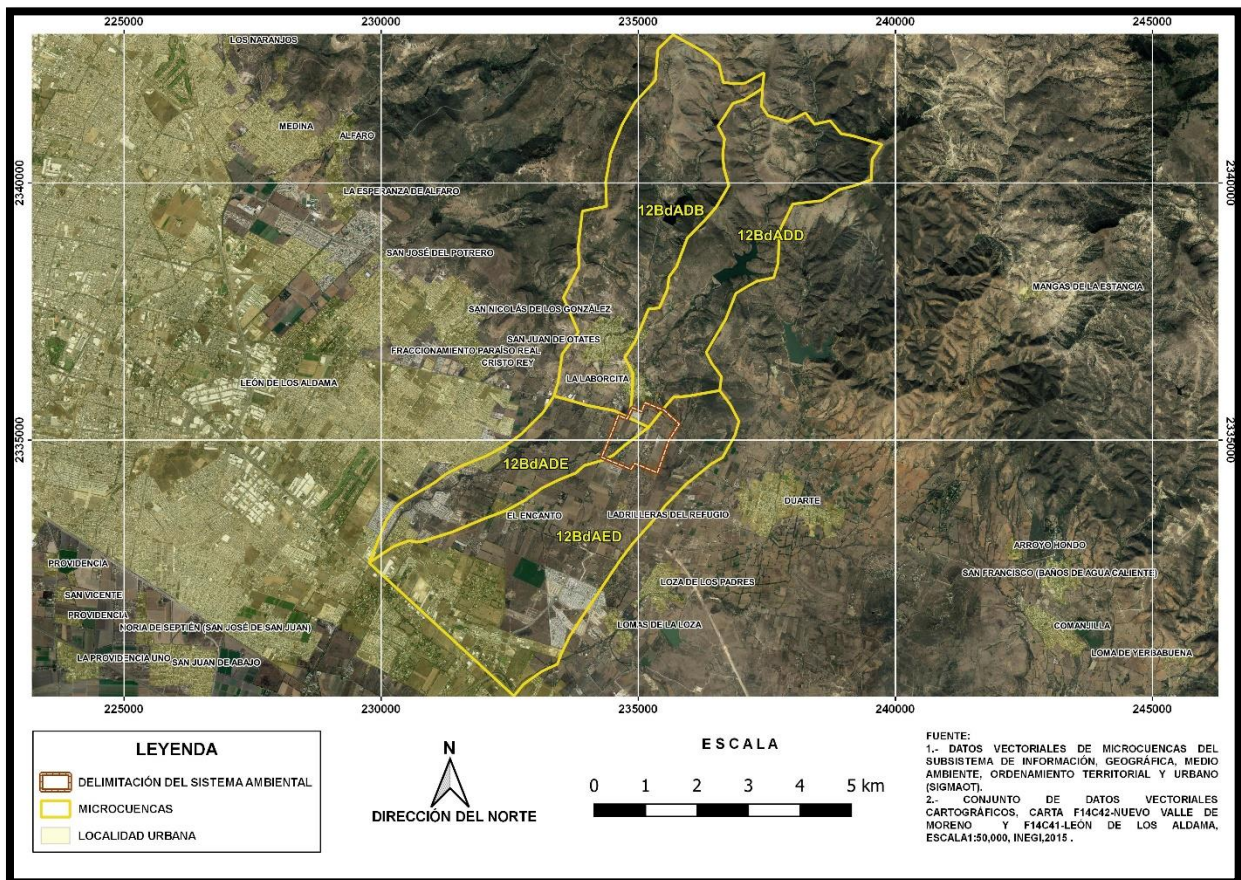 225000 230000 235000 240000 245000
LOS NARANJOS
MEDINA
ALFARO
2340000
2340000
LA ESPERANZA DE ALFARO
12BdADB
12BdADD
SAN JOSÉ DEL POTRERO
MANGAS DE LA ESTANCIA
SAN NICOLÁS DE LOS GONZÁLEZ
SAN JUAN DE OTATES
FRACCIONAMIENTO PARAÍSO REAL
CRISTO REY
LA LABORCITA
LEÓN DE LOS ALDAMA
2335000
2335000
12BdADE
DUARTE
EL ENCANTO
LADRILLERAS DEL REFUGIO
12BdAED
ARROYO HONDO
PROVIDENCIA
SAN FRANCISCO (BAÑOS DE AGUA CALIENTE)
LOZA DE LOS PADRES
SAN VICENTE
PROVIDENCIA
NORIA DE SEPTIÉN (SAN JOSÉ DE SAN JUAN)
LOMAS DE LA LOZA
COMANJILLA
LA PROVIDENCIA UNO
SAN JUAN DE ABAJO
LOMA DE YERBABUENA
225000 230000 235000 240000 245000
LEYENDA
DELIMITACIÓN DEL SISTEMA AMBIENTAL
MICROCUENCAS
LOCALIDAD URBANA
N
DIRECCIÓN DEL NORTE
ESCALA
0 1 2 3 4 5 km
FUENTE:
1.- DATOS VECTORIALES DE MICROCUENCAS DEL
SUBSISTEMA DE INFORMACIÓN, GEOGRÁFICA, MEDIO
AMBIENTE, ORDENAMIENTO TERRITORIAL Y URBANO
(SIGMAOT).
2.- CONJUNTO DE DATOS VECTORIALES
CARTOGRÁFICOS, CARTA F14C42-NUEVO VALLE DE
MORENO Y F14C41-LEÓN DE LOS ALDAMA,
ESCALA1:50,000, INEGI,2015 .